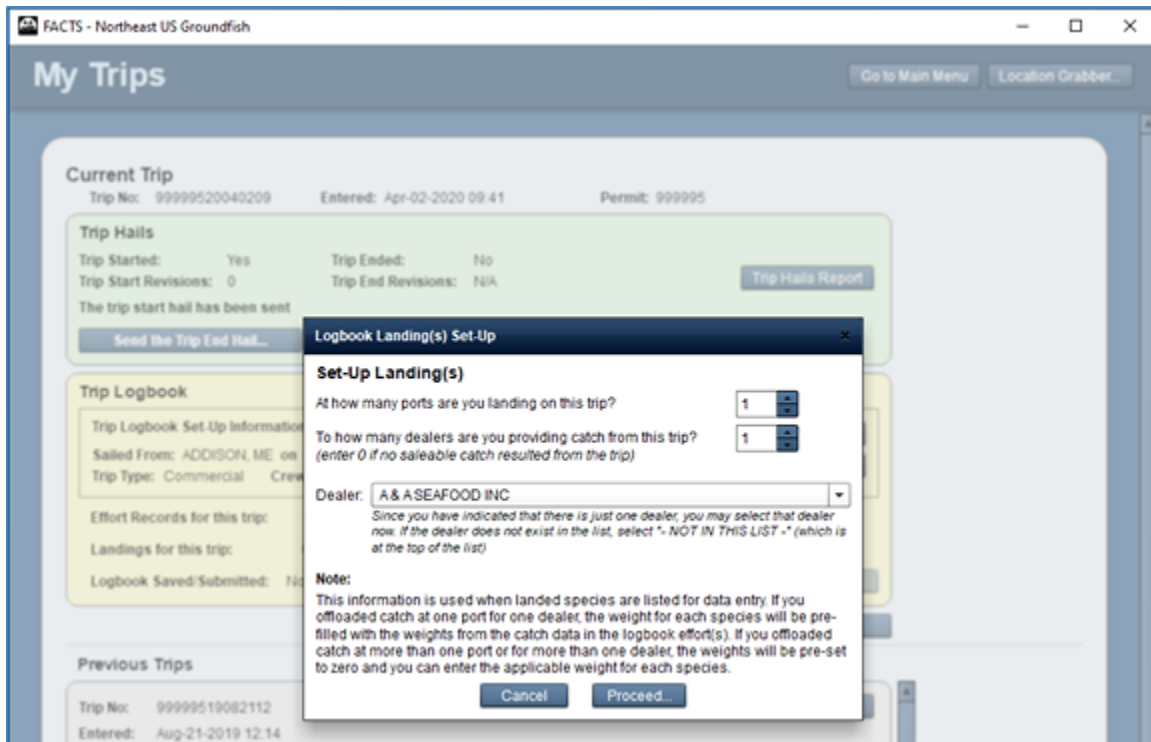 FACTS - Northeast US Groundfish
My Trips
Go to Main Menu
Location Grabber...
Current Trip
Trip No: 99999520040209 Entered: Apr-02-2020 09:41 Permit: 999995
Trip Hails
Trip Started: Yes Trip Ended: No
Trip Start Revisions: 0 Trip End Revisions: N/A
Trip Hails Report
The trip start hail has been sent
Send the Trip End Hail...
Logbook Landing(s) Set-Up
Set-Up Landing(s)
At how many ports are you landing on this trip? 1
To how many dealers are you providing catch from this trip? 1
(enter 0 if no saleable catch resulted from the trip)
Dealer: A & A SEAFOOD INC
Since you have indicated that there is just one dealer, you may select that dealer
now. If the dealer does not exist in the list, select "- NOT IN THIS LIST -" (which is
at the top of the list)
Note:
This information is used when landed species are listed for data entry. If you
offloaded catch at one port for one dealer, the weight for each species will be pre-
filled with the weights from the catch data in the logbook effort(s). If you offloaded
catch at more than one port or for more than one dealer, the weights will be pre-set
to zero and you can enter the applicable weight for each species.
Cancel
Proceed...
Trip Logbook
Trip Logbook Set-Up Information
Sailed From: ADDISON, ME on
Trip Type: Commercial Crew
Effort Records for this trip:
Landings for this trip:
Logbook Saved/Submitted: No
Previous Trips
Trip No: 99999519082112
Entered: Aug-21-2019 12:14